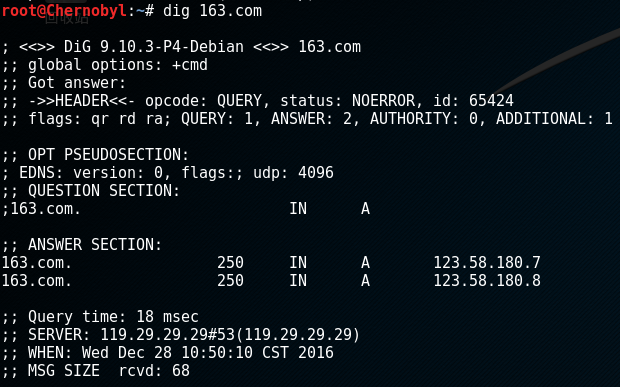 root@Chernobyl:~# dig 163.com
回收站
; <<>> DiG 9.10.3-P4-Debian <<>> 163.com
;; global options: +cmd
;; Got answer:
;; ->>HEADER<<- opcode: QUERY, status: NOERROR, id: 65424
;; flags: qr rd ra; QUERY: 1, ANSWER: 2, AUTHORITY: 0, ADDITIONAL: 1
;; OPT PSEUDOSECTION:
; EDNS: version: 0, flags:; udp: 4096
;; QUESTION SECTION:
;163.com. IN A
;; ANSWER SECTION:
163.com. 250 IN A 123.58.180.7
163.com. 250 IN A 123.58.180.8
;; Query time: 18 msec
;; SERVER: 119.29.29.29#53(119.29.29.29)
;; WHEN: Wed Dec 28 10:50:10 CST 2016
;; MSG SIZE rcvd: 68